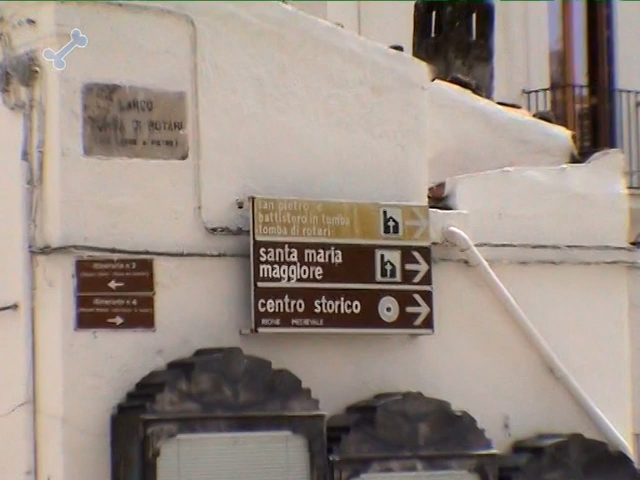 LARGO
TOMBA DI ROTARI
san pietro e
battistero in tumba
tomba di rotari
santa maria
maggiore
centro storico
RIONE MEDIEVALE
itinerario n 3
itinerario n 4